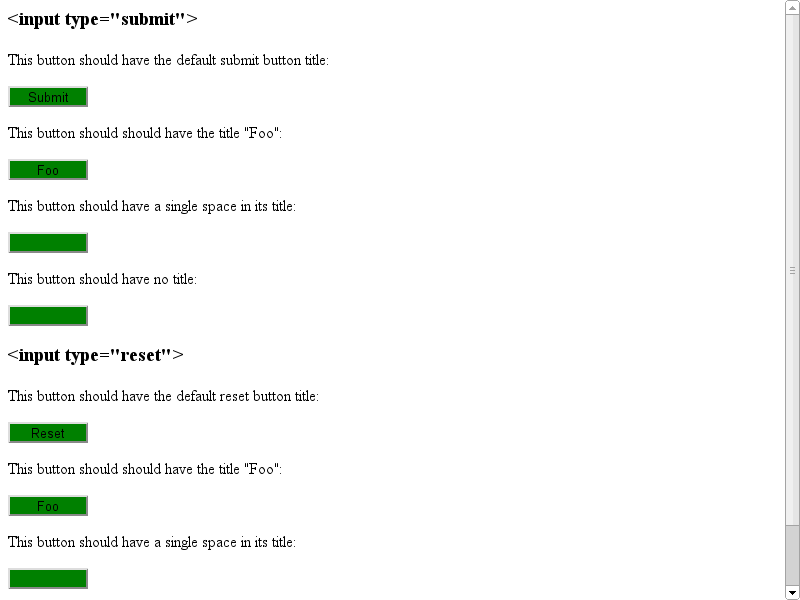 <input type="submit">
This button should have the default submit button title:
Submit
This button should should have the title "Foo":
Foo
This button should have a single space in its title:
This button should have no title:
<input type="reset">
This button should have the default reset button title:
Reset
This button should should have the title "Foo":
Foo
This button should have a single space in its title: